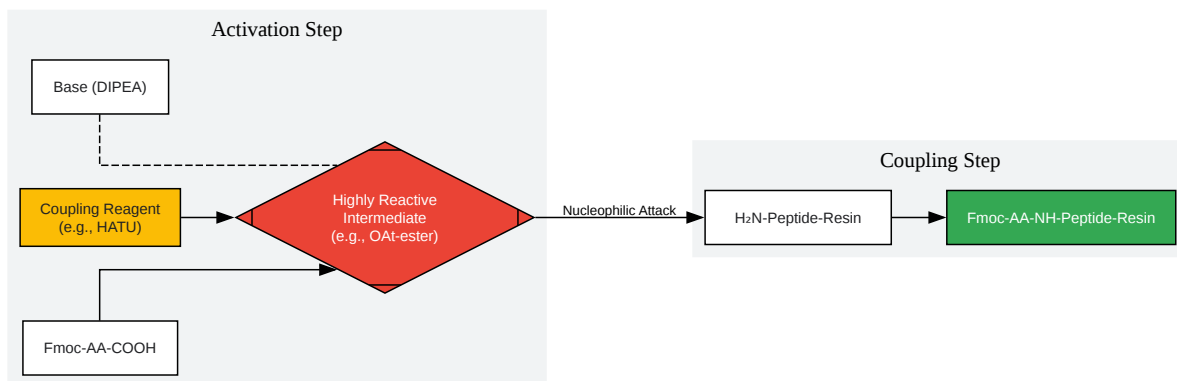 Activation Step
Base (DIPEA)
Coupling Reagent
(e.g., HATU)
Highly Reactive
Intermediate
(e.g., OAt-ester)
Fmoc-AA-COOH
Nucleophilic Attack
Coupling Step
H₂N-Peptide-Resin
Fmoc-AA-NH-Peptide-Resin